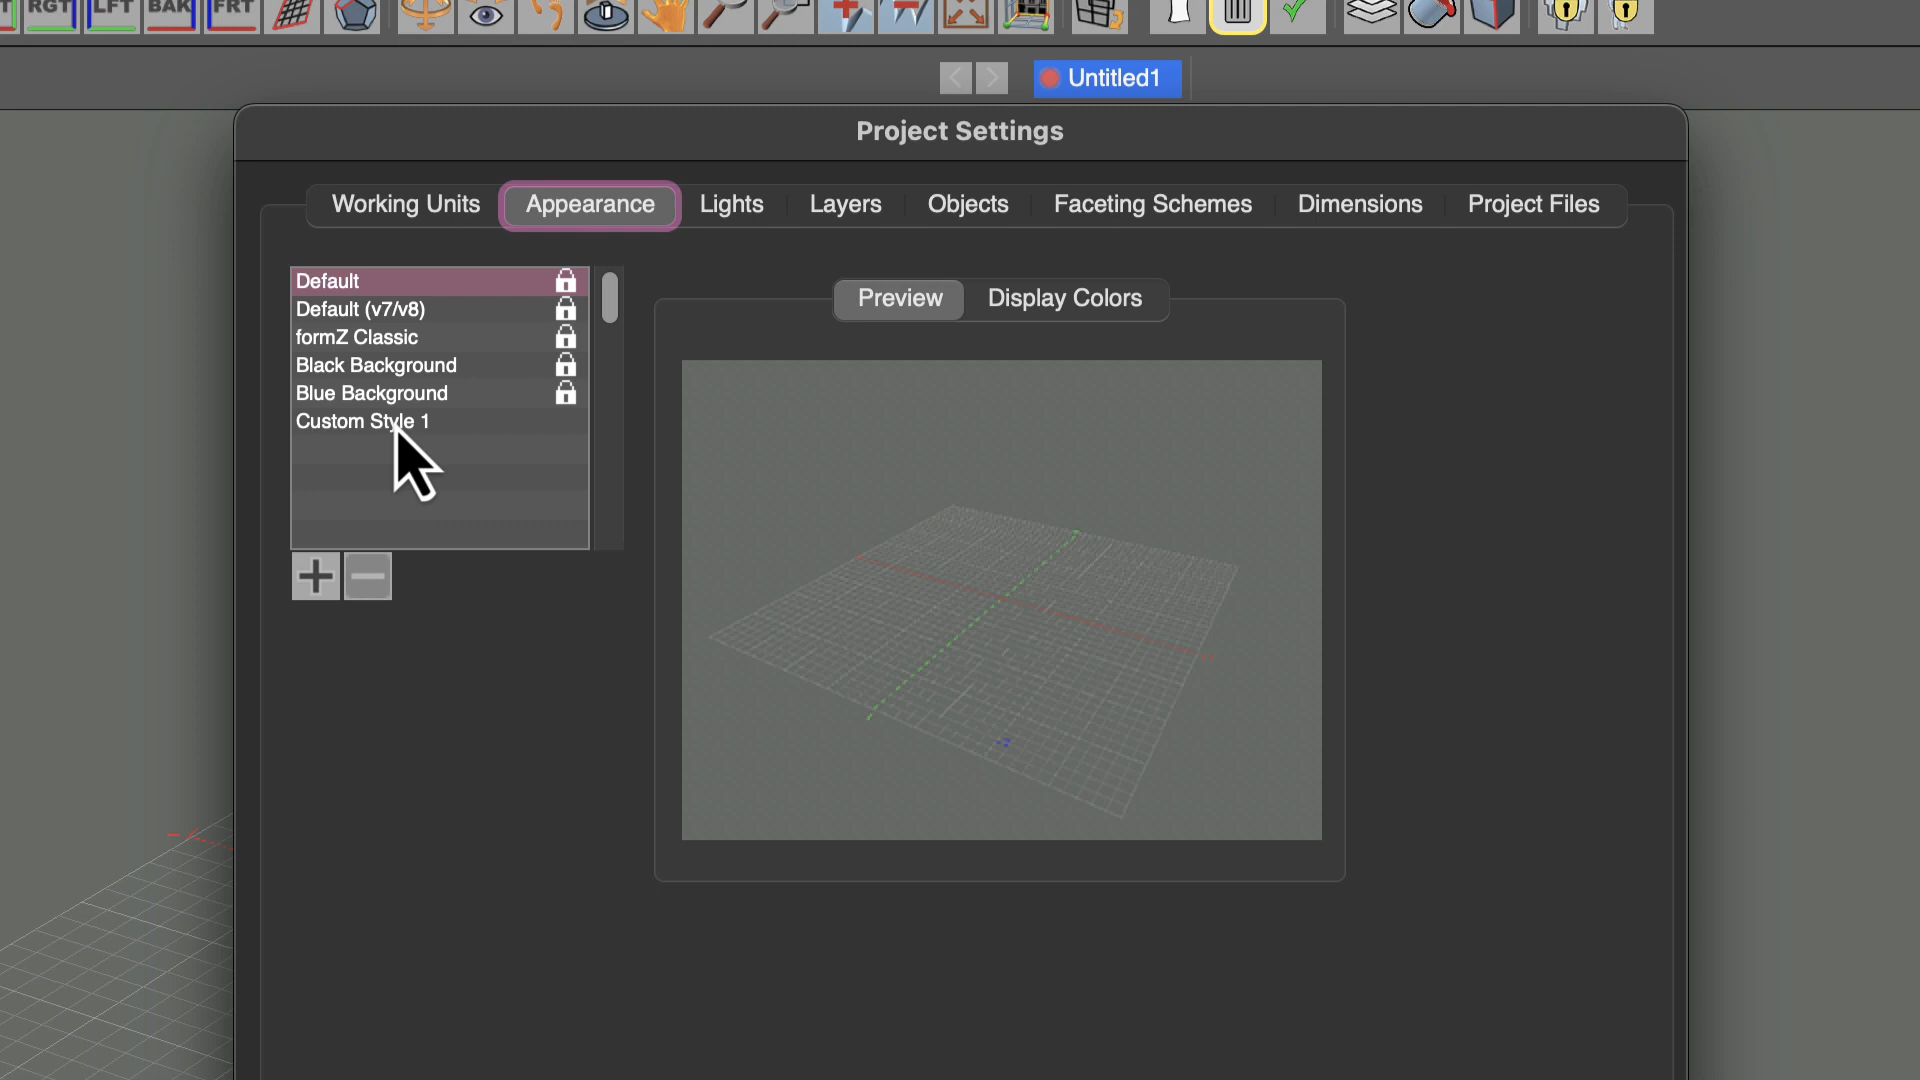 RGT LFT BAK FRT
Untitled1
Project Settings
Working Units Appearance Lights Layers Objects Faceting Schemes Dimensions Project Files
Default
Default (v7/v8)
formZ Classic
Black Background
Blue Background
Custom Style 1
Preview Display Colors